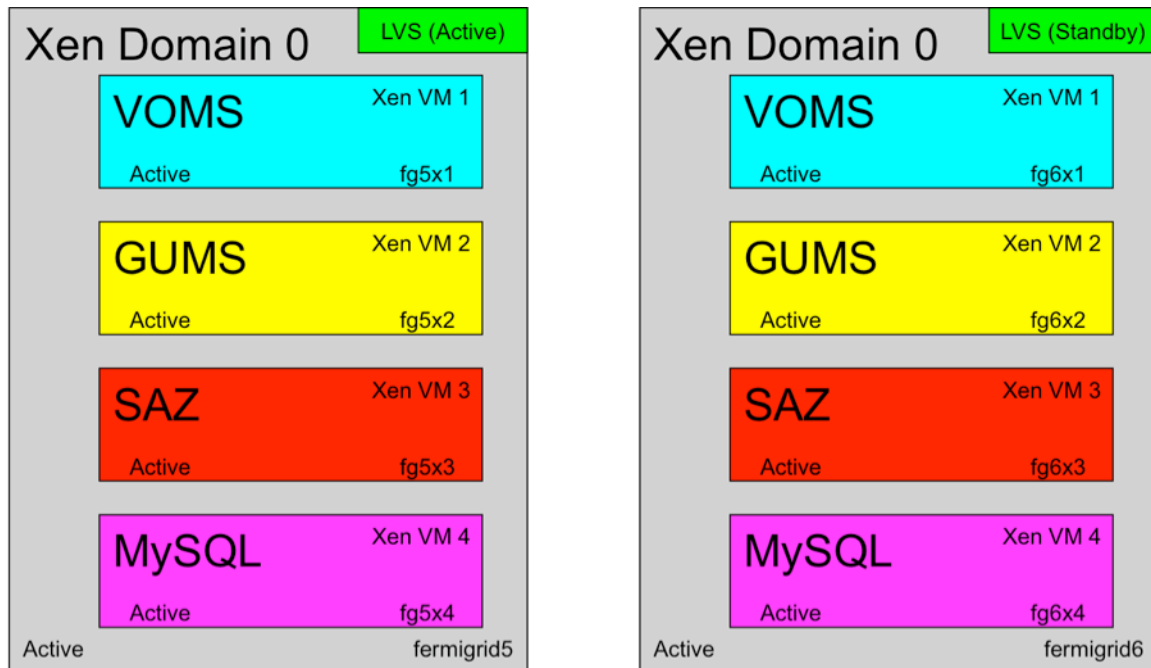 Xen Domain 0
LVS (Active)
VOMS
Xen VM 1
Active
fg5x1
GUMS
Xen VM 2
Active
fg5x2
SAZ
Xen VM 3
Active
fg5x3
MySQL
Xen VM 4
Active
fg5x4
Active
fermigrid5
Xen Domain 0
LVS (Standby)
VOMS
Xen VM 1
Active
fg6x1
GUMS
Xen VM 2
Active
fg6x2
SAZ
Xen VM 3
Active
fg6x3
MySQL
Xen VM 4
Active
fg6x4
Active
fermigrid6